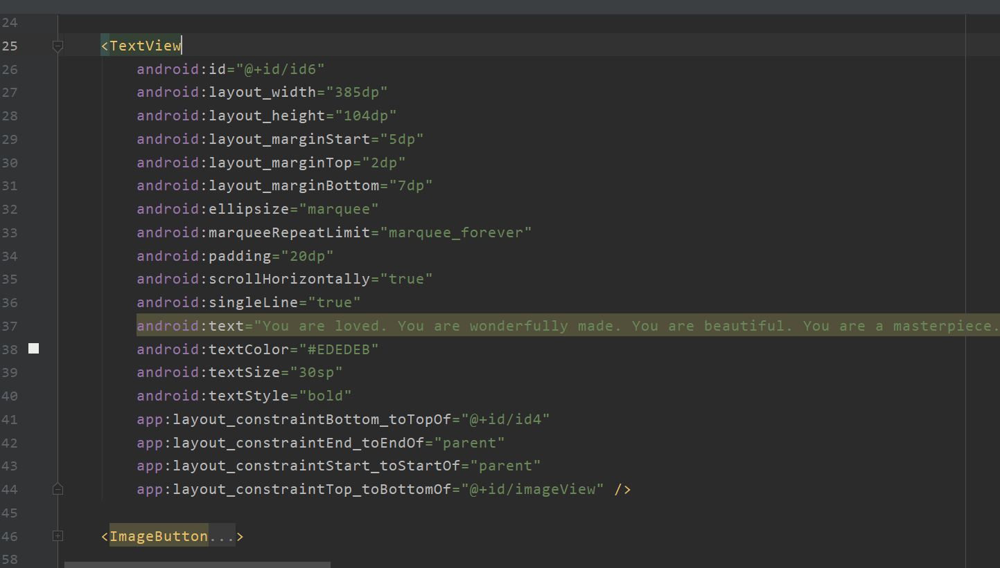 24
25 <TextView
26 android:id="@+id/id6"
27 android:layout_width="385dp"
28 android:layout_height="104dp"
29 android:layout_marginStart="5dp"
30 android:layout_marginTop="2dp"
31 android:layout_marginBottom="7dp"
32 android:ellipsize="marquee"
33 android:marqueeRepeatLimit="marquee_forever"
34 android:padding="20dp"
35 android:scrollHorizontally="true"
36 android:singleLine="true"
37 android:text="You are loved. You are wonderfully made. You are beautiful. You are a masterpiece.
38 android:textColor="#EDEDEB"
39 android:textSize="30sp"
40 android:textStyle="bold"
41 app:layout_constraintBottom_toTopOf="@+id/id4"
42 app:layout_constraintEnd_toEndOf="parent"
43 app:layout_constraintStart_toStartOf="parent"
44 app:layout_constraintTop_toBottomOf="@+id/imageView" />
45
46 <ImageButton...>
58